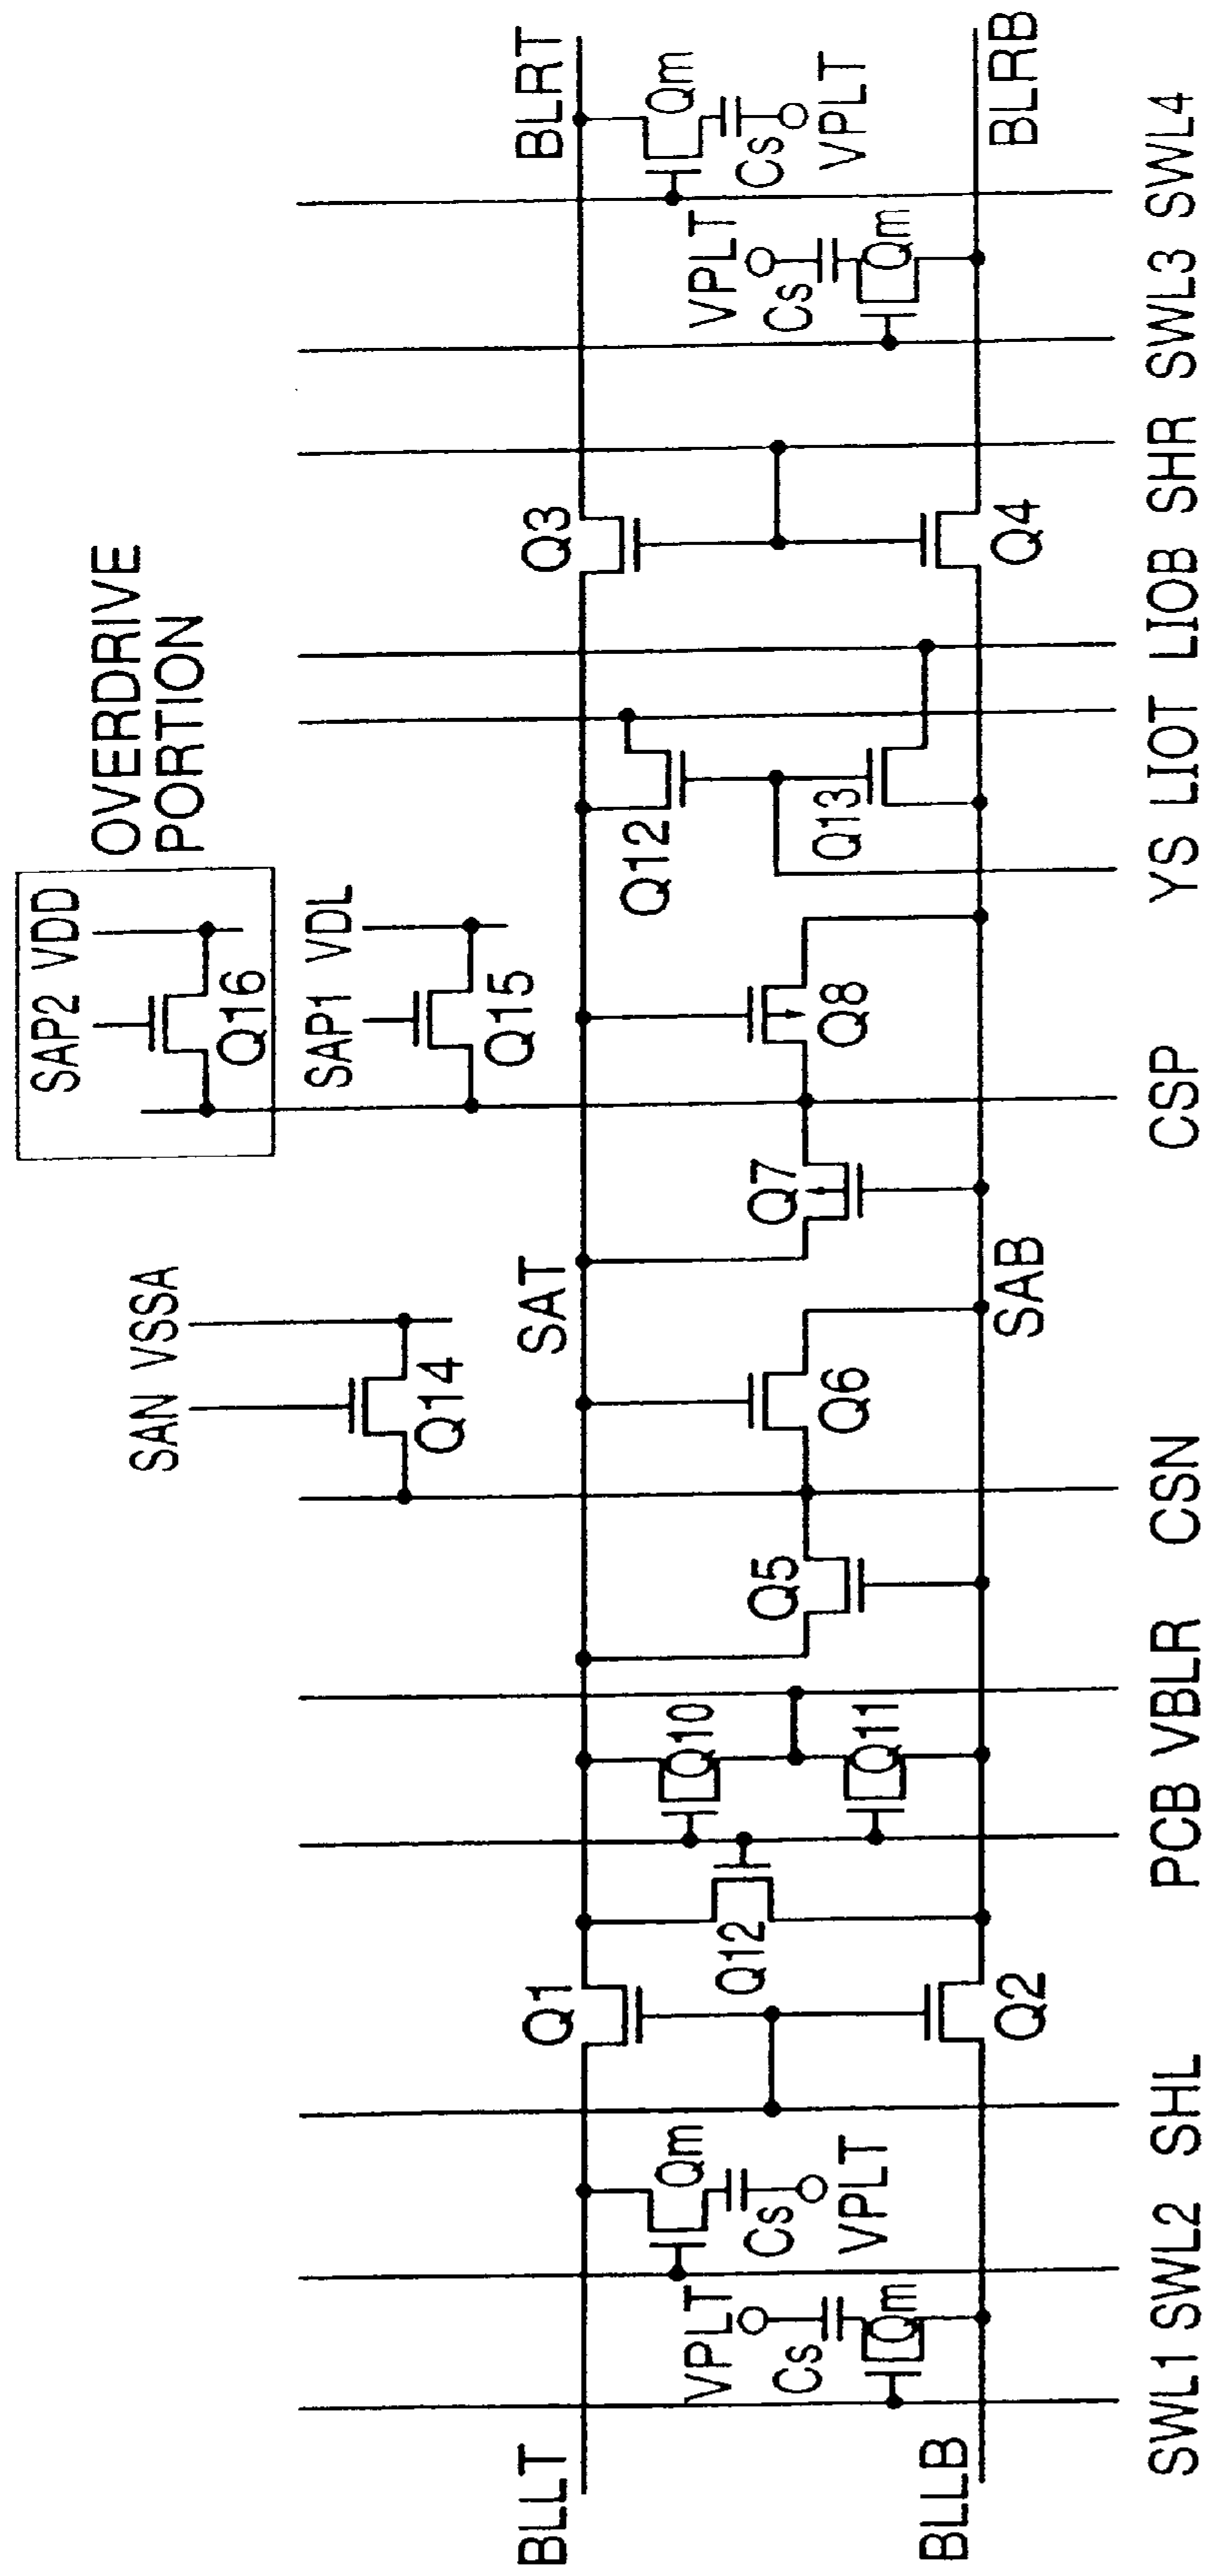 OVERDRIVE
PORTION
SAP2 VDD
Q16
SAP1 VDL
Q15
SAN VSSA
Q14
BLLT
SAT
BLRT
Q1
Q3
Qm
Cs
VPLT
Q12
Q10
Q11
Q5
Q6
Q7
Q8
Q12
Q13
Qm
Cs
VPLT
VPLT
Cs
Qm
VPLT
Cs
Qm
BLLB
Q2
SAB
Q4
BLRB
SWL1 SWL2 SHL PCB VBLR CSN CSP YS LIOT LIOB SHR SWL3 SWL4